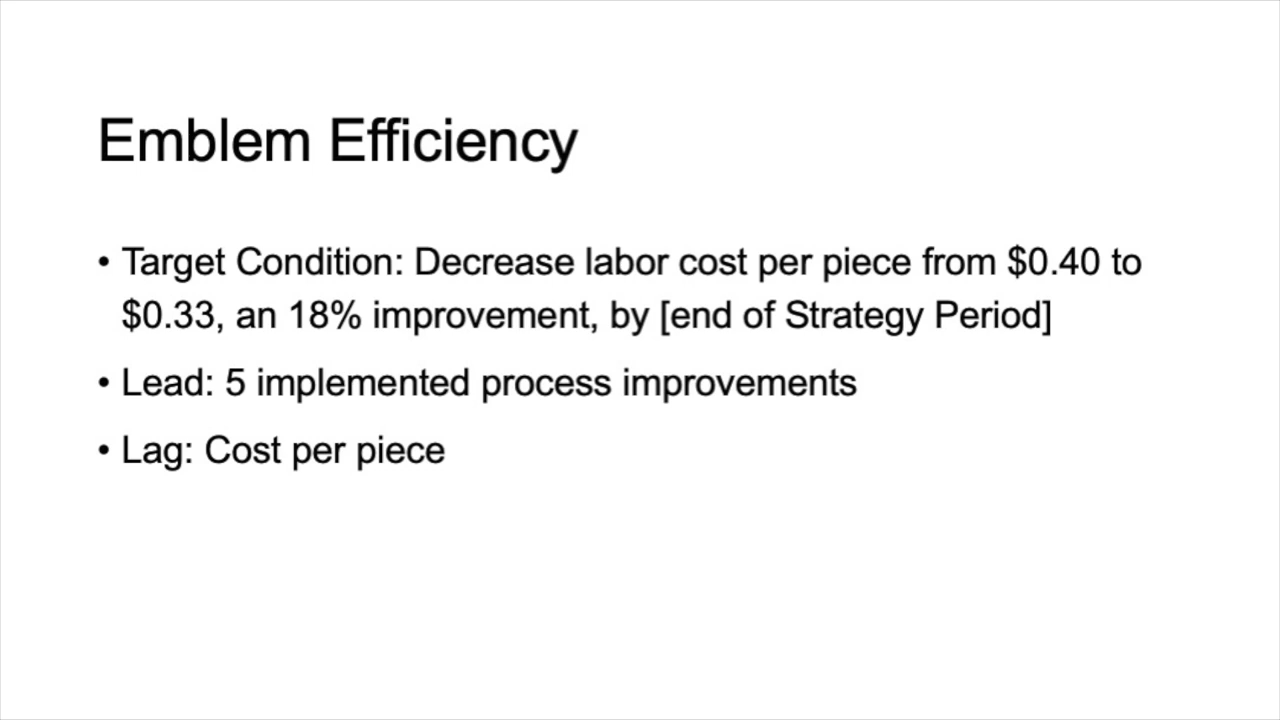 Emblem Efficiency
• Target Condition: Decrease labor cost per piece from $0.40 to
$0.33, an 18% improvement, by [end of Strategy Period]
• Lead: 5 implemented process improvements
• Lag: Cost per piece